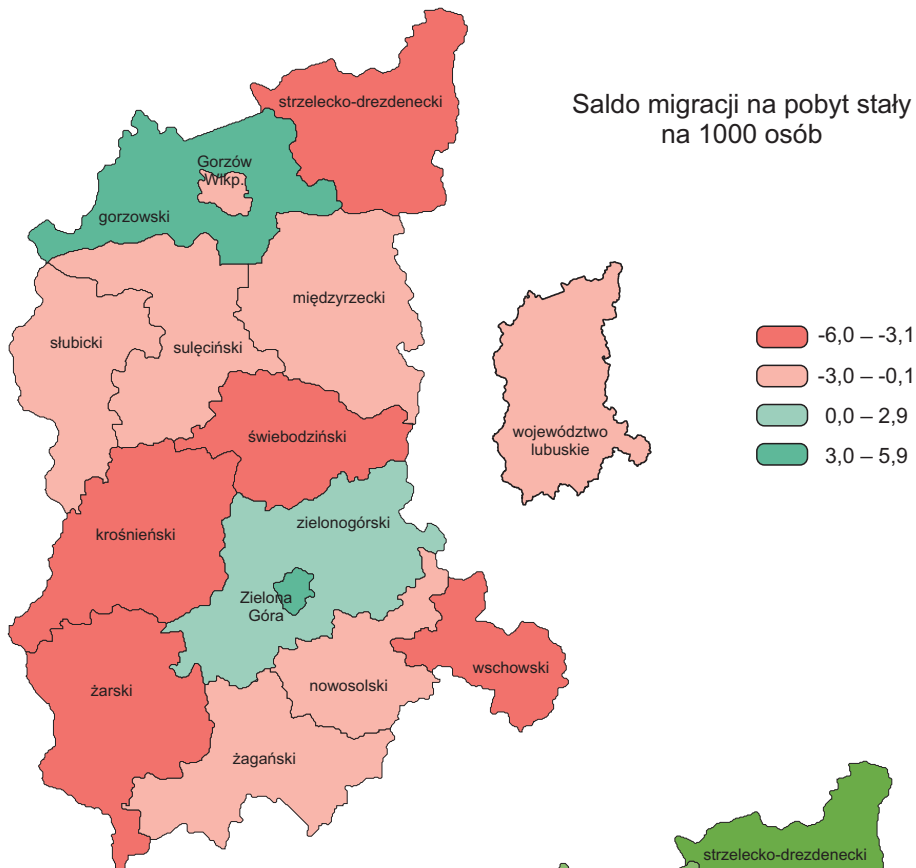 Saldo migracji na pobyt stały
na 1000 osób
strzelecko-drezdenecki
Gorzów
Wlkp.
gorzowski
międzyrzecki
słubicki
sulęciński
świebodziński
województwo
lubuskie
-6,0 – -3,1
-3,0 – -0,1
0,0 – 2,9
3,0 – 5,9
krośnieński
zielonogórski
Zielona
Góra
wschowski
nowosolski
żarski
żagański
strzelecko-drezdenecki